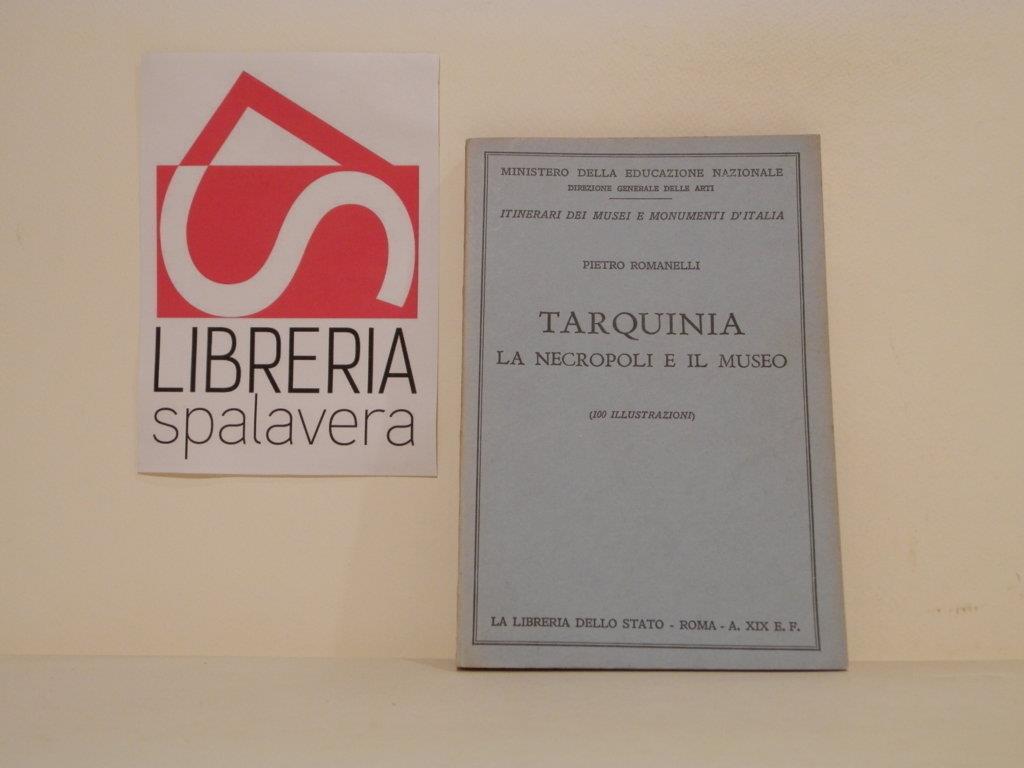 LIBRERIA
spalavera
MINISTERO DELLA EDUCAZIONE NAZIONALE
DIREZIONE GENERALE DELLE ARTI
ITINERARI DEI MUSEI E MONUMENTI D'ITALIA
PIETRO ROMANELLI
TARQUINIA
LA NECROPOLI E IL MUSEO
(100 ILLUSTRAZIONI)
LA LIBRERIA DELLO STATO - ROMA - A. XIX E. F.